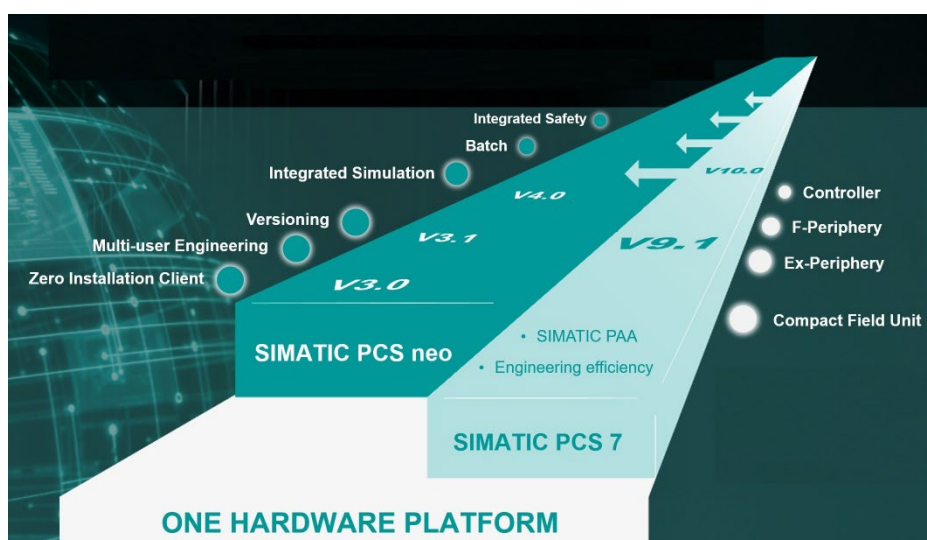 Integrated Safety
Batch
Integrated Simulation
Versioning
Multi-user Engineering
Zero Installation Client
V4.0
V3.1
V3.0
V10.0
V9.1
Controller
F-Periphery
Ex-Periphery
Compact Field Unit
SIMATIC PCS neo
• SIMATIC PAA
• Engineering efficiency
SIMATIC PCS 7
ONE HARDWARE PLATFORM